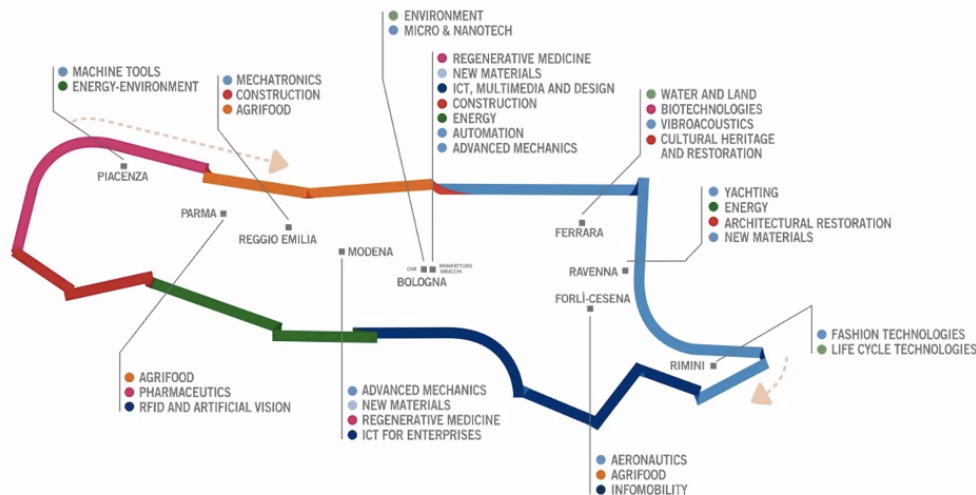 ENVIRONMENT
MICRO & NANOTECH
MACHINE TOOLS
ENERGY-ENVIRONMENT
MECHATRONICS
CONSTRUCTION
AGRIFOOD
REGENERATIVE MEDICINE
NEW MATERIALS
ICT, MULTIMEDIA AND DESIGN
CONSTRUCTION
ENERGY
AUTOMATION
ADVANCED MECHANICS
WATER AND LAND
BIOTECHNOLOGIES
VIBROACOUSTICS
CULTURAL HERITAGE
AND RESTORATION
YACHTING
ENERGY
ARCHITECTURAL RESTORATION
NEW MATERIALS
PIACENZA
PARMA
REGGIO EMILIA
MODENA
CNR
MANIFATTURA
TABACCHI
BOLOGNA
FERRARA
RAVENNA
FORLÌ-CESENA
RIMINI
FASHION TECHNOLOGIES
LIFE CYCLE TECHNOLOGIES
AGRIFOOD
PHARMACEUTICS
RFID AND ARTIFICIAL VISION
ADVANCED MECHANICS
NEW MATERIALS
REGENERATIVE MEDICINE
ICT FOR ENTERPRISES
AERONAUTICS
AGRIFOOD
INFOMOBILITY